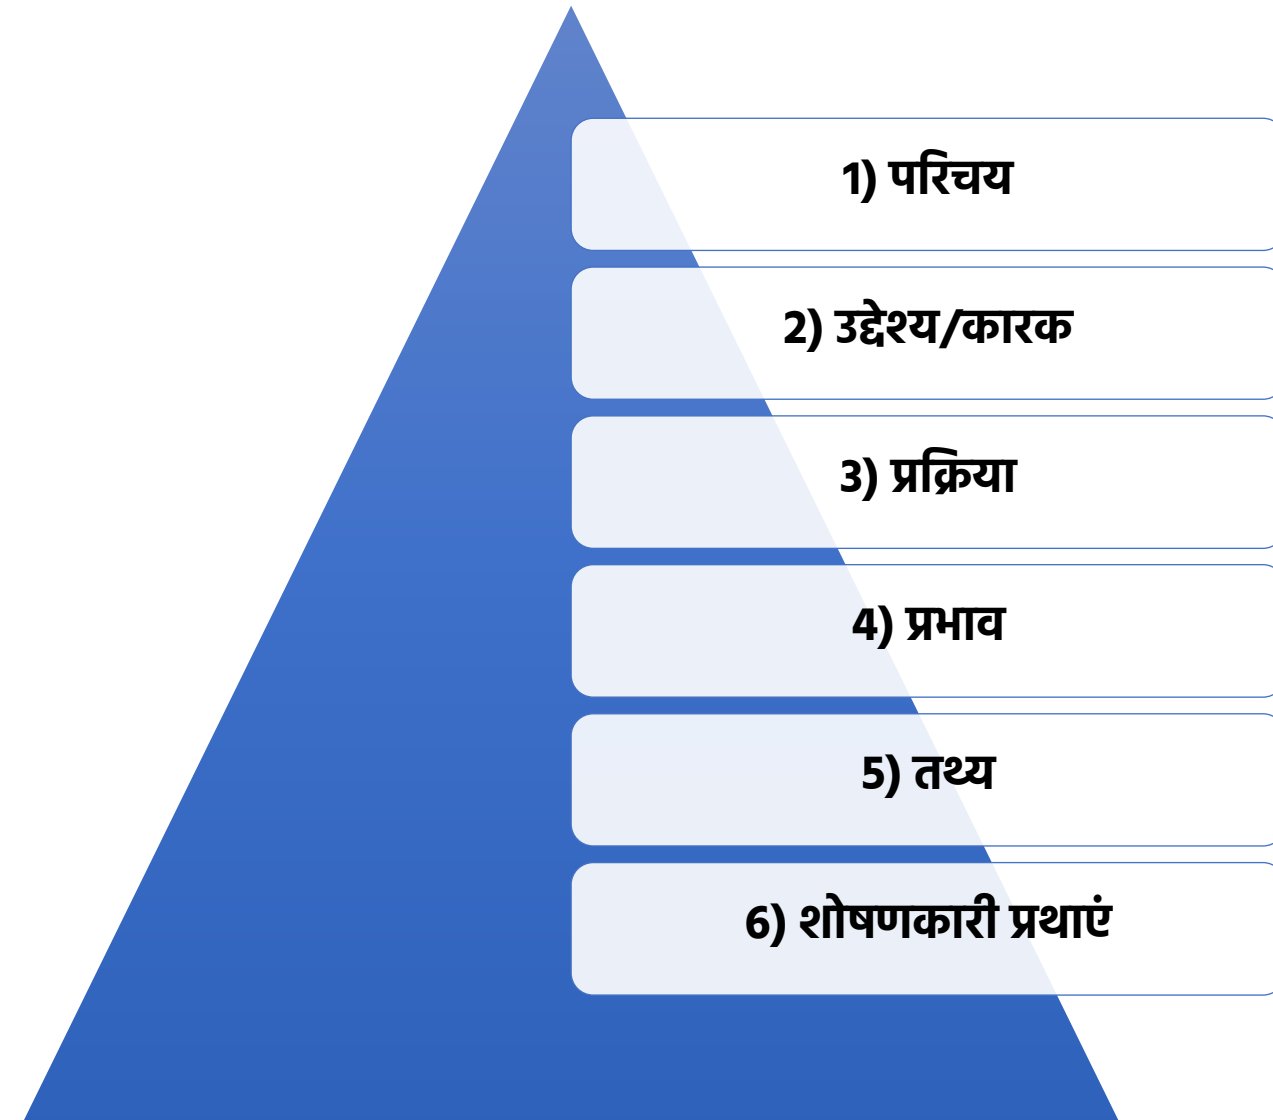 1) परिचय
2) उद्देश्य/कारक
3) प्रक्रिया
4) प्रभाव
5) तथ्य
6) शोषणकारी प्रथाएं